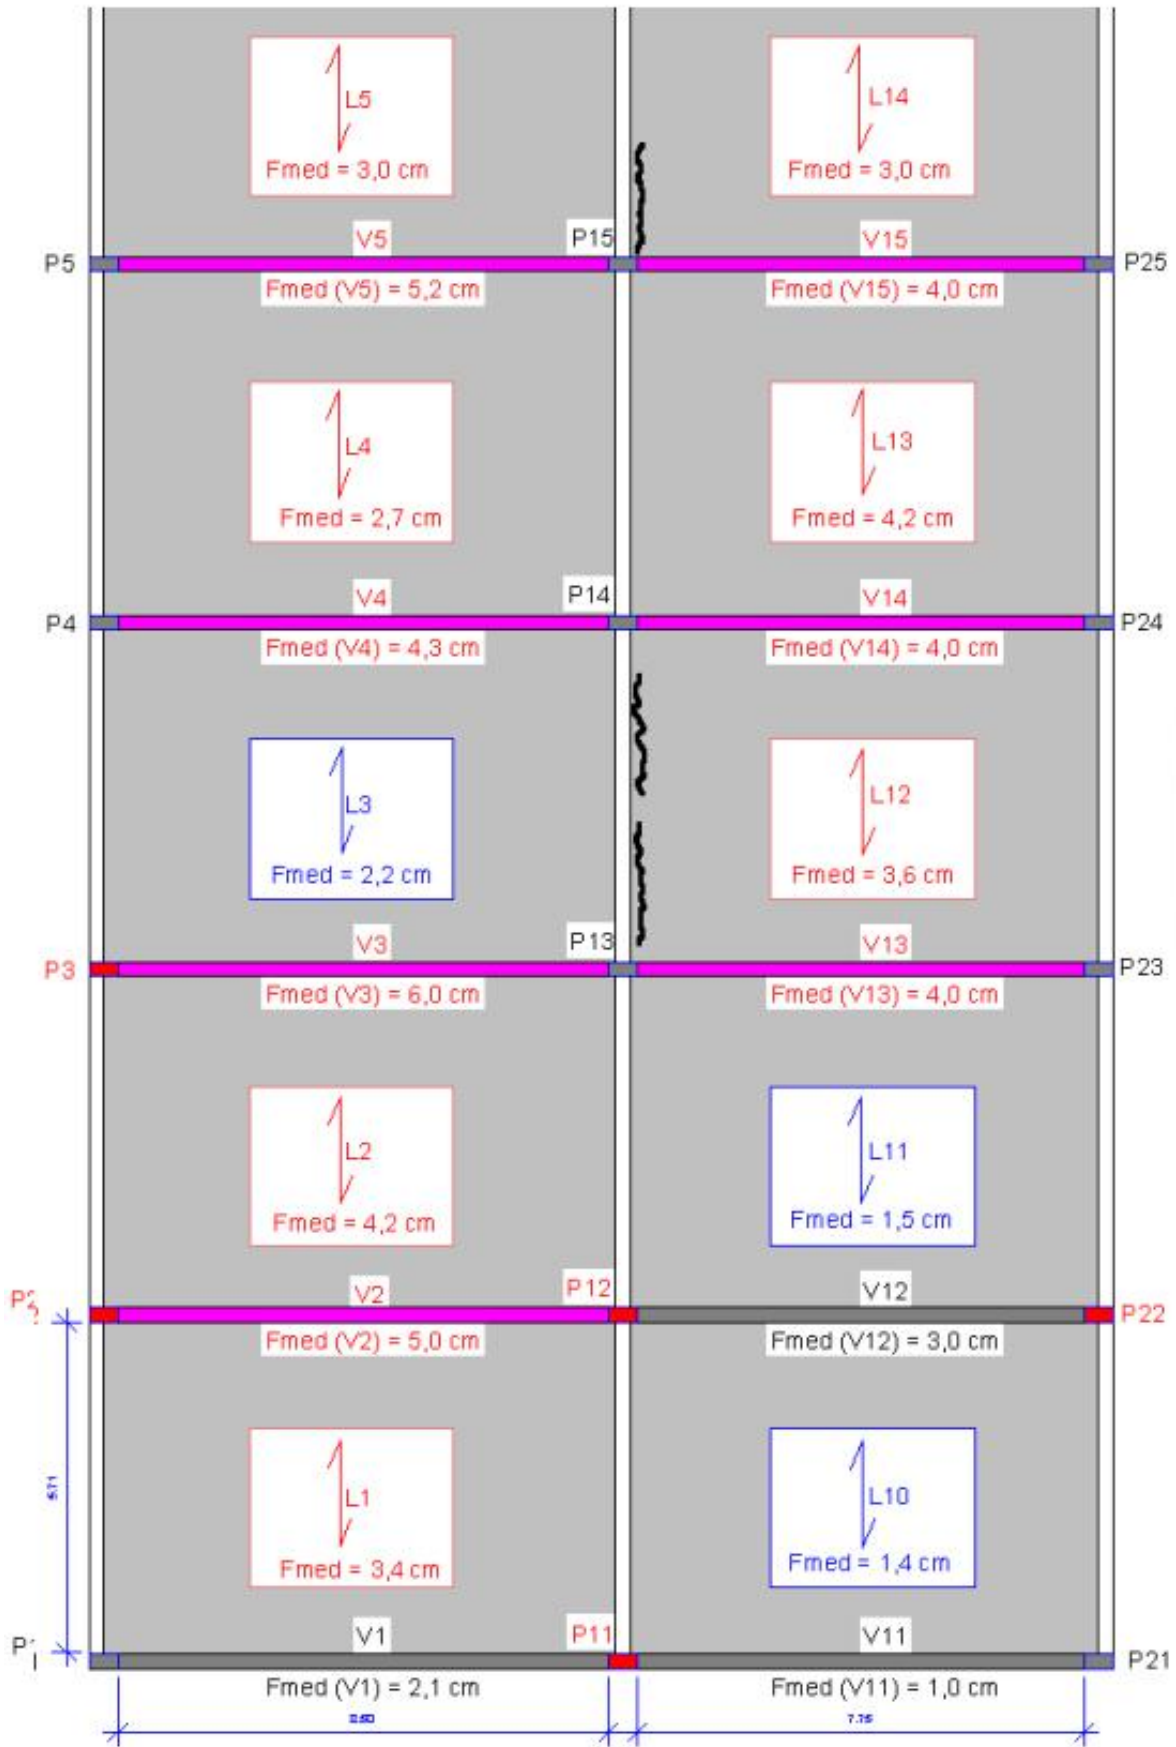 L5
L14
Fmed = 3,0 cm
Fmed = 3,0 cm
V5
P15
V15
P5
P25
Fmed (V5) = 5,2 cm
Fmed (V15) = 4,0 cm
L4
L13
Fmed = 2,7 cm
Fmed = 4,2 cm
V4
P14
V14
P4
P24
Fmed (V4) = 4,3 cm
Fmed (V14) = 4,0 cm
L3
L12
Fmed = 2,2 cm
Fmed = 3,6 cm
V3
P13
V13
P3
P23
Fmed (V3) = 6,0 cm
Fmed (V13) = 4,0 cm
L2
L11
Fmed = 4,2 cm
Fmed = 1,5 cm
V2
P12
V12
P22
Fmed (V2) = 5,0 cm
Fmed (V12) = 3,0 cm
5.71
L1
L10
Fmed = 3,4 cm
Fmed = 1,4 cm
V1
P11
V11
P21
Fmed (V1) = 2,1 cm
Fmed (V11) = 1,0 cm
7.75